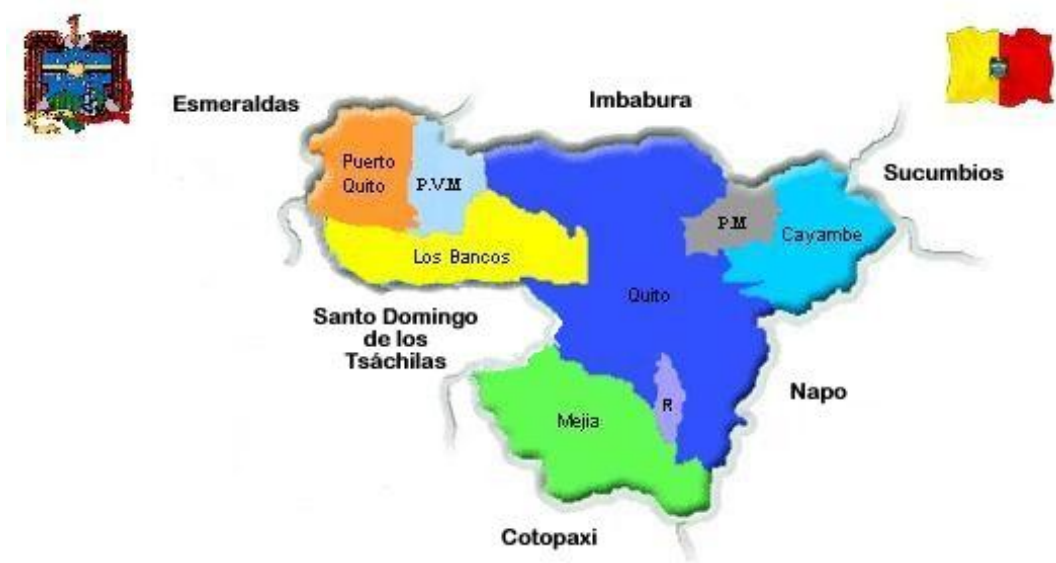 Esmeraldas
Imbabura
Sucumbios
Puerto
Quito
P.V.M
P.M
Cayambe
Los Bancos
Quito
Santo Domingo
de los
Tsáchilas
Napo
R
Mejia
Cotopaxi